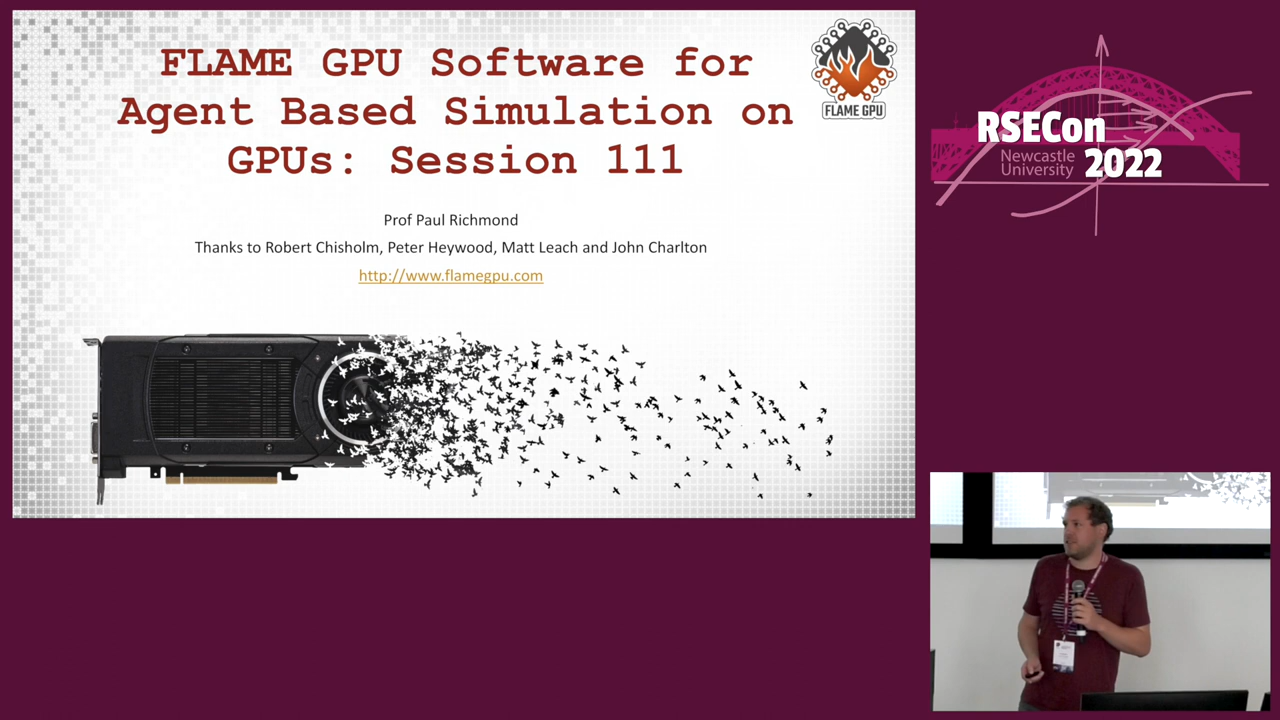 FLAME GPU Software for
Agent Based Simulation on
GPUs: Session 111
FLAME GPU
Prof Paul Richmond
Thanks to Robert Chisholm, Peter Heywood, Matt Leach and John Charlton
http://www.flamegpu.com
RSECon
Newcastle
University
2022